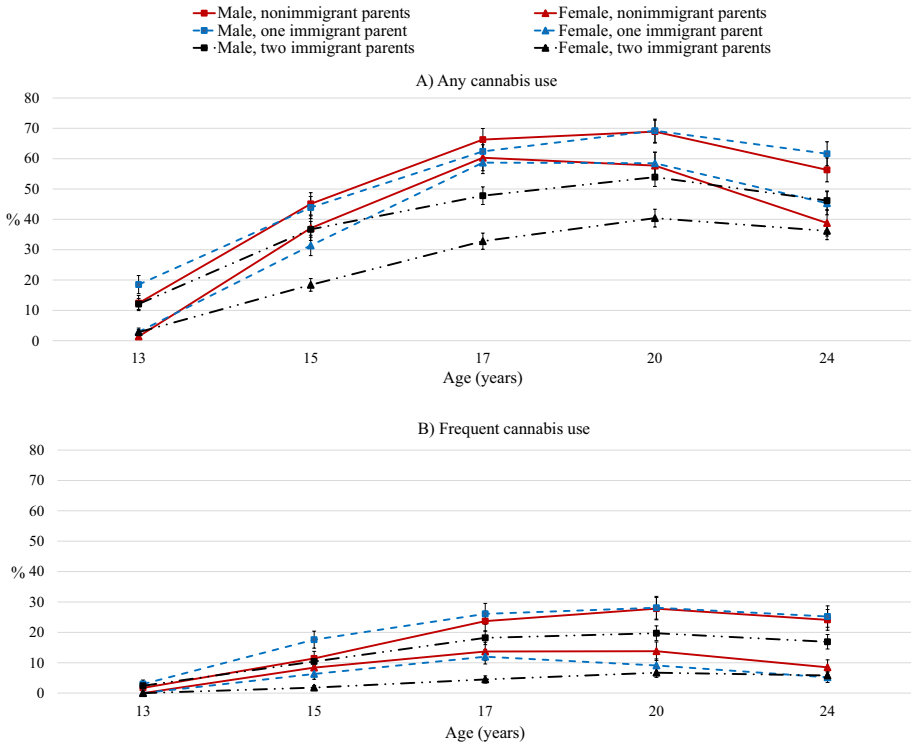 Male, nonimmigrant parents Female, nonimmigrant parents
Male, one immigrant parent Female, one immigrant parent
Male, two immigrant parents Female, two immigrant parents
A) Any cannabis use
80
70
60
50
%
40
30
20
10
0
13 15 17 20 24
Age (years)
B) Frequent cannabis use
80
70
60
50
% 40
30
20
10
0
13 15 17 20 24
Age (years)